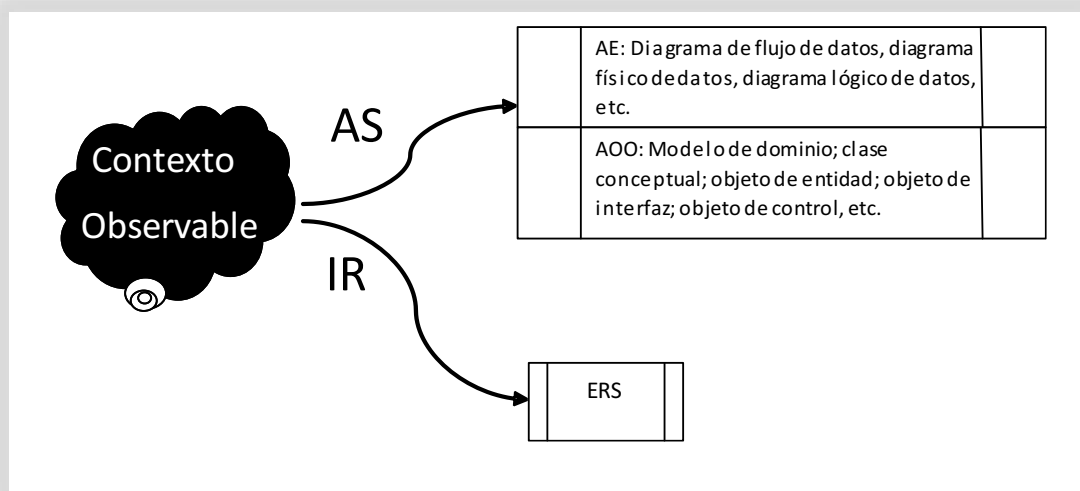 Contexto
Observable
AS
IR
AE: Diagrama de flujo de datos, diagrama
físico de datos, diagrama lógico de datos,
etc.
AOO: Modelo de dominio; clase
conceptual; objeto de entidad; objeto de
interfaz; objeto de control, etc.
ERS